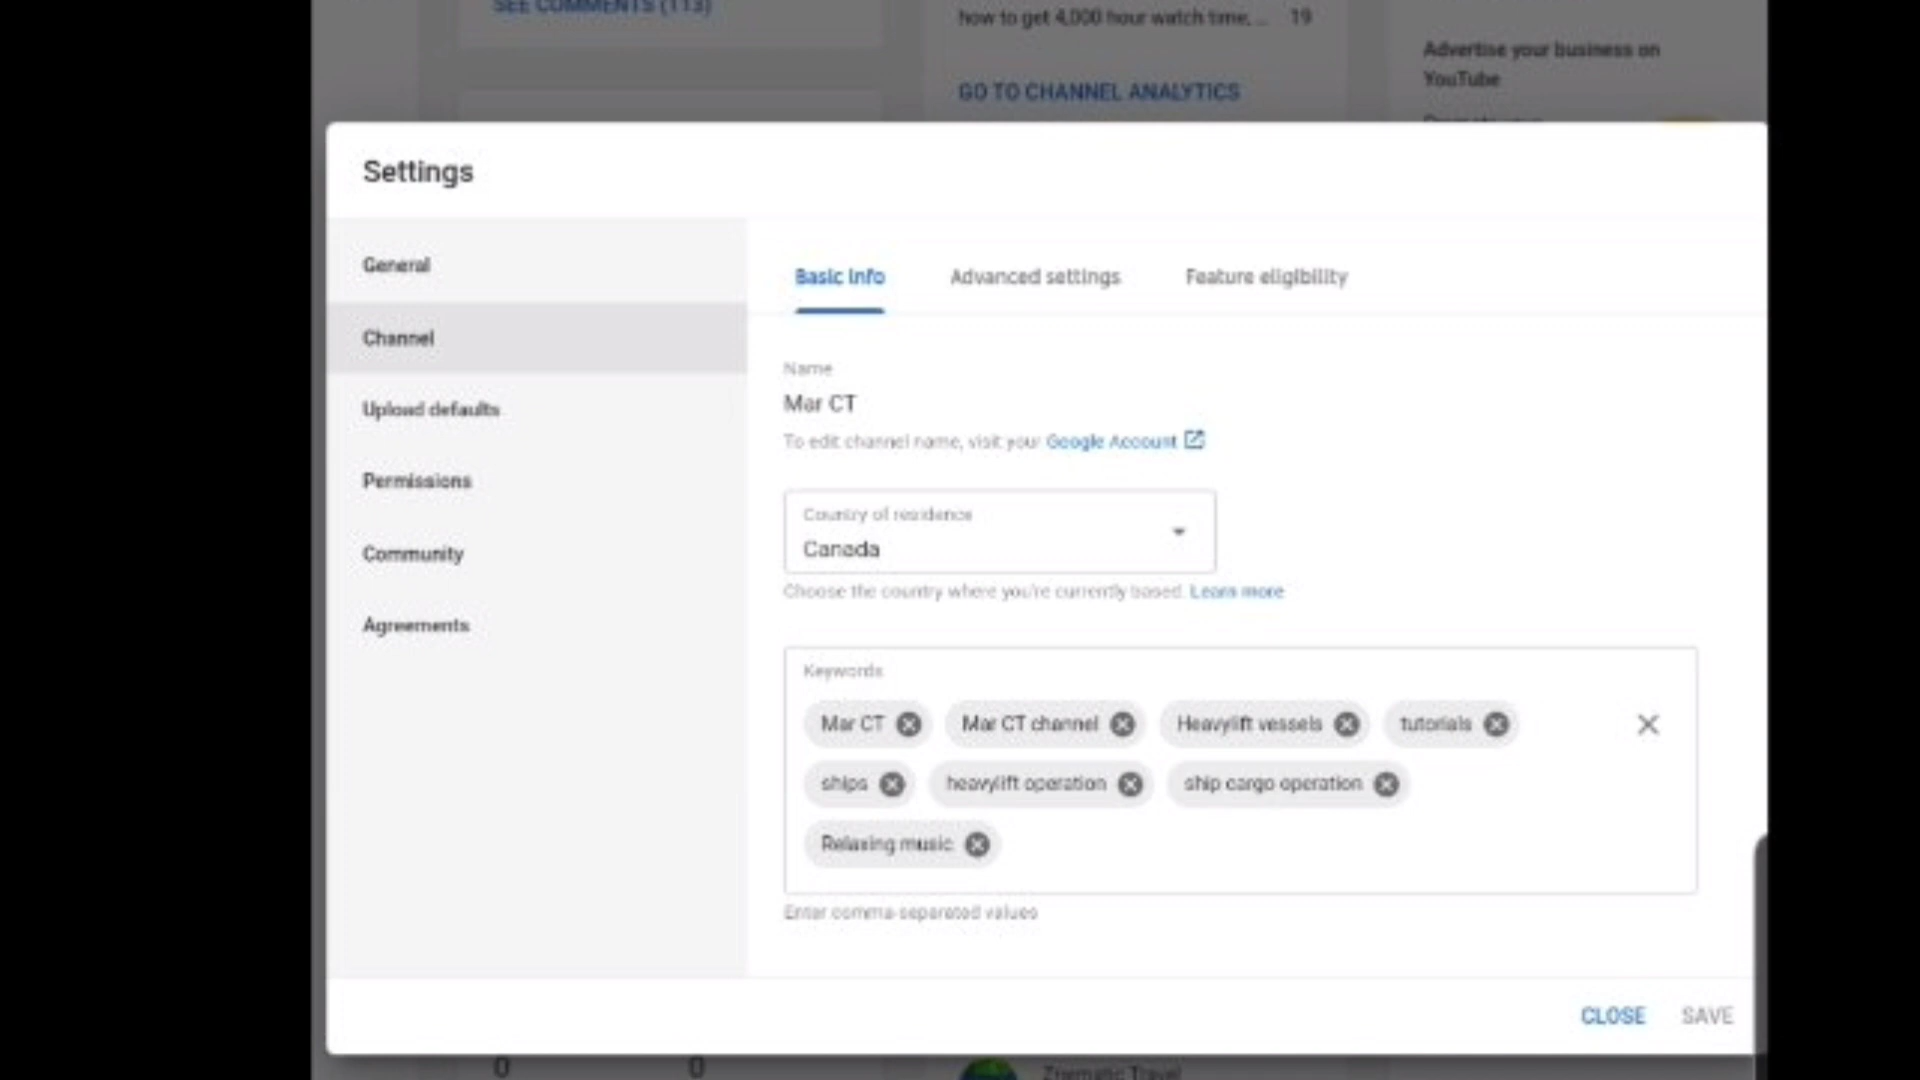 SEE COMMENTS (113)
how to get 4,000 hour watch time, ... 19
GO TO CHANNEL ANALYTICS
Advertise your business on
YouTube
Settings
General
Channel
Upload defaults
Permissions
Community
Agreements
Basic info
Advanced settings
Feature eligibility
Name
Mar CT
To edit channel name, visit your Google Account
Country of residence
Canada
Choose the country where you're currently based. Learn more
Keywords
Mar CT
Mar CT channel
Heavylift vessels
tutorials
ships
heavylift operation
ship cargo operation
Relaxing music
Enter comma-separated values
CLOSE
SAVE
0
0
Znematic Travel